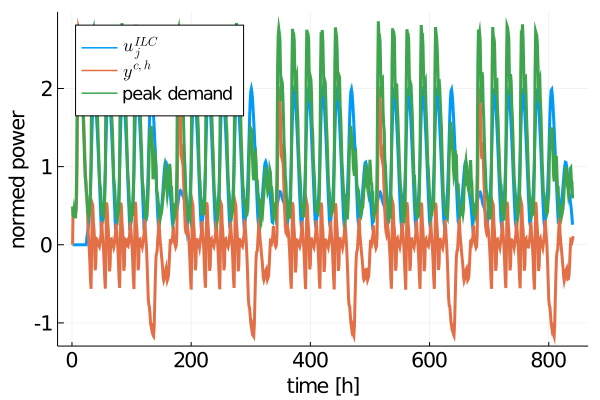 u_j^{ILC}
y^{c,h}
peak demand
normed power
2
1
0
-1
0
200
400
600
800
time [h]